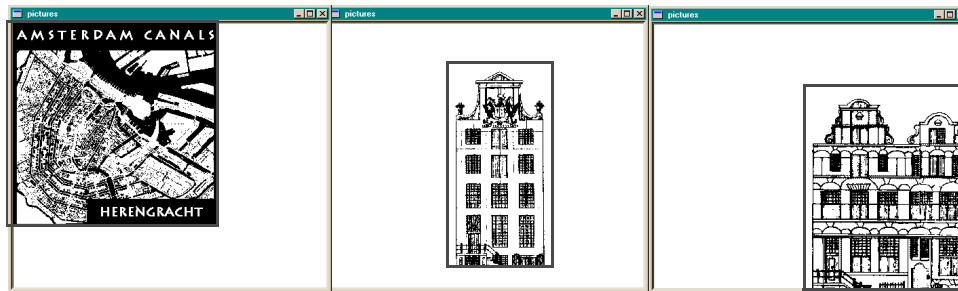 pictures
pictures
pictures
AMSTERDAM CANALS
HERENGRACHT